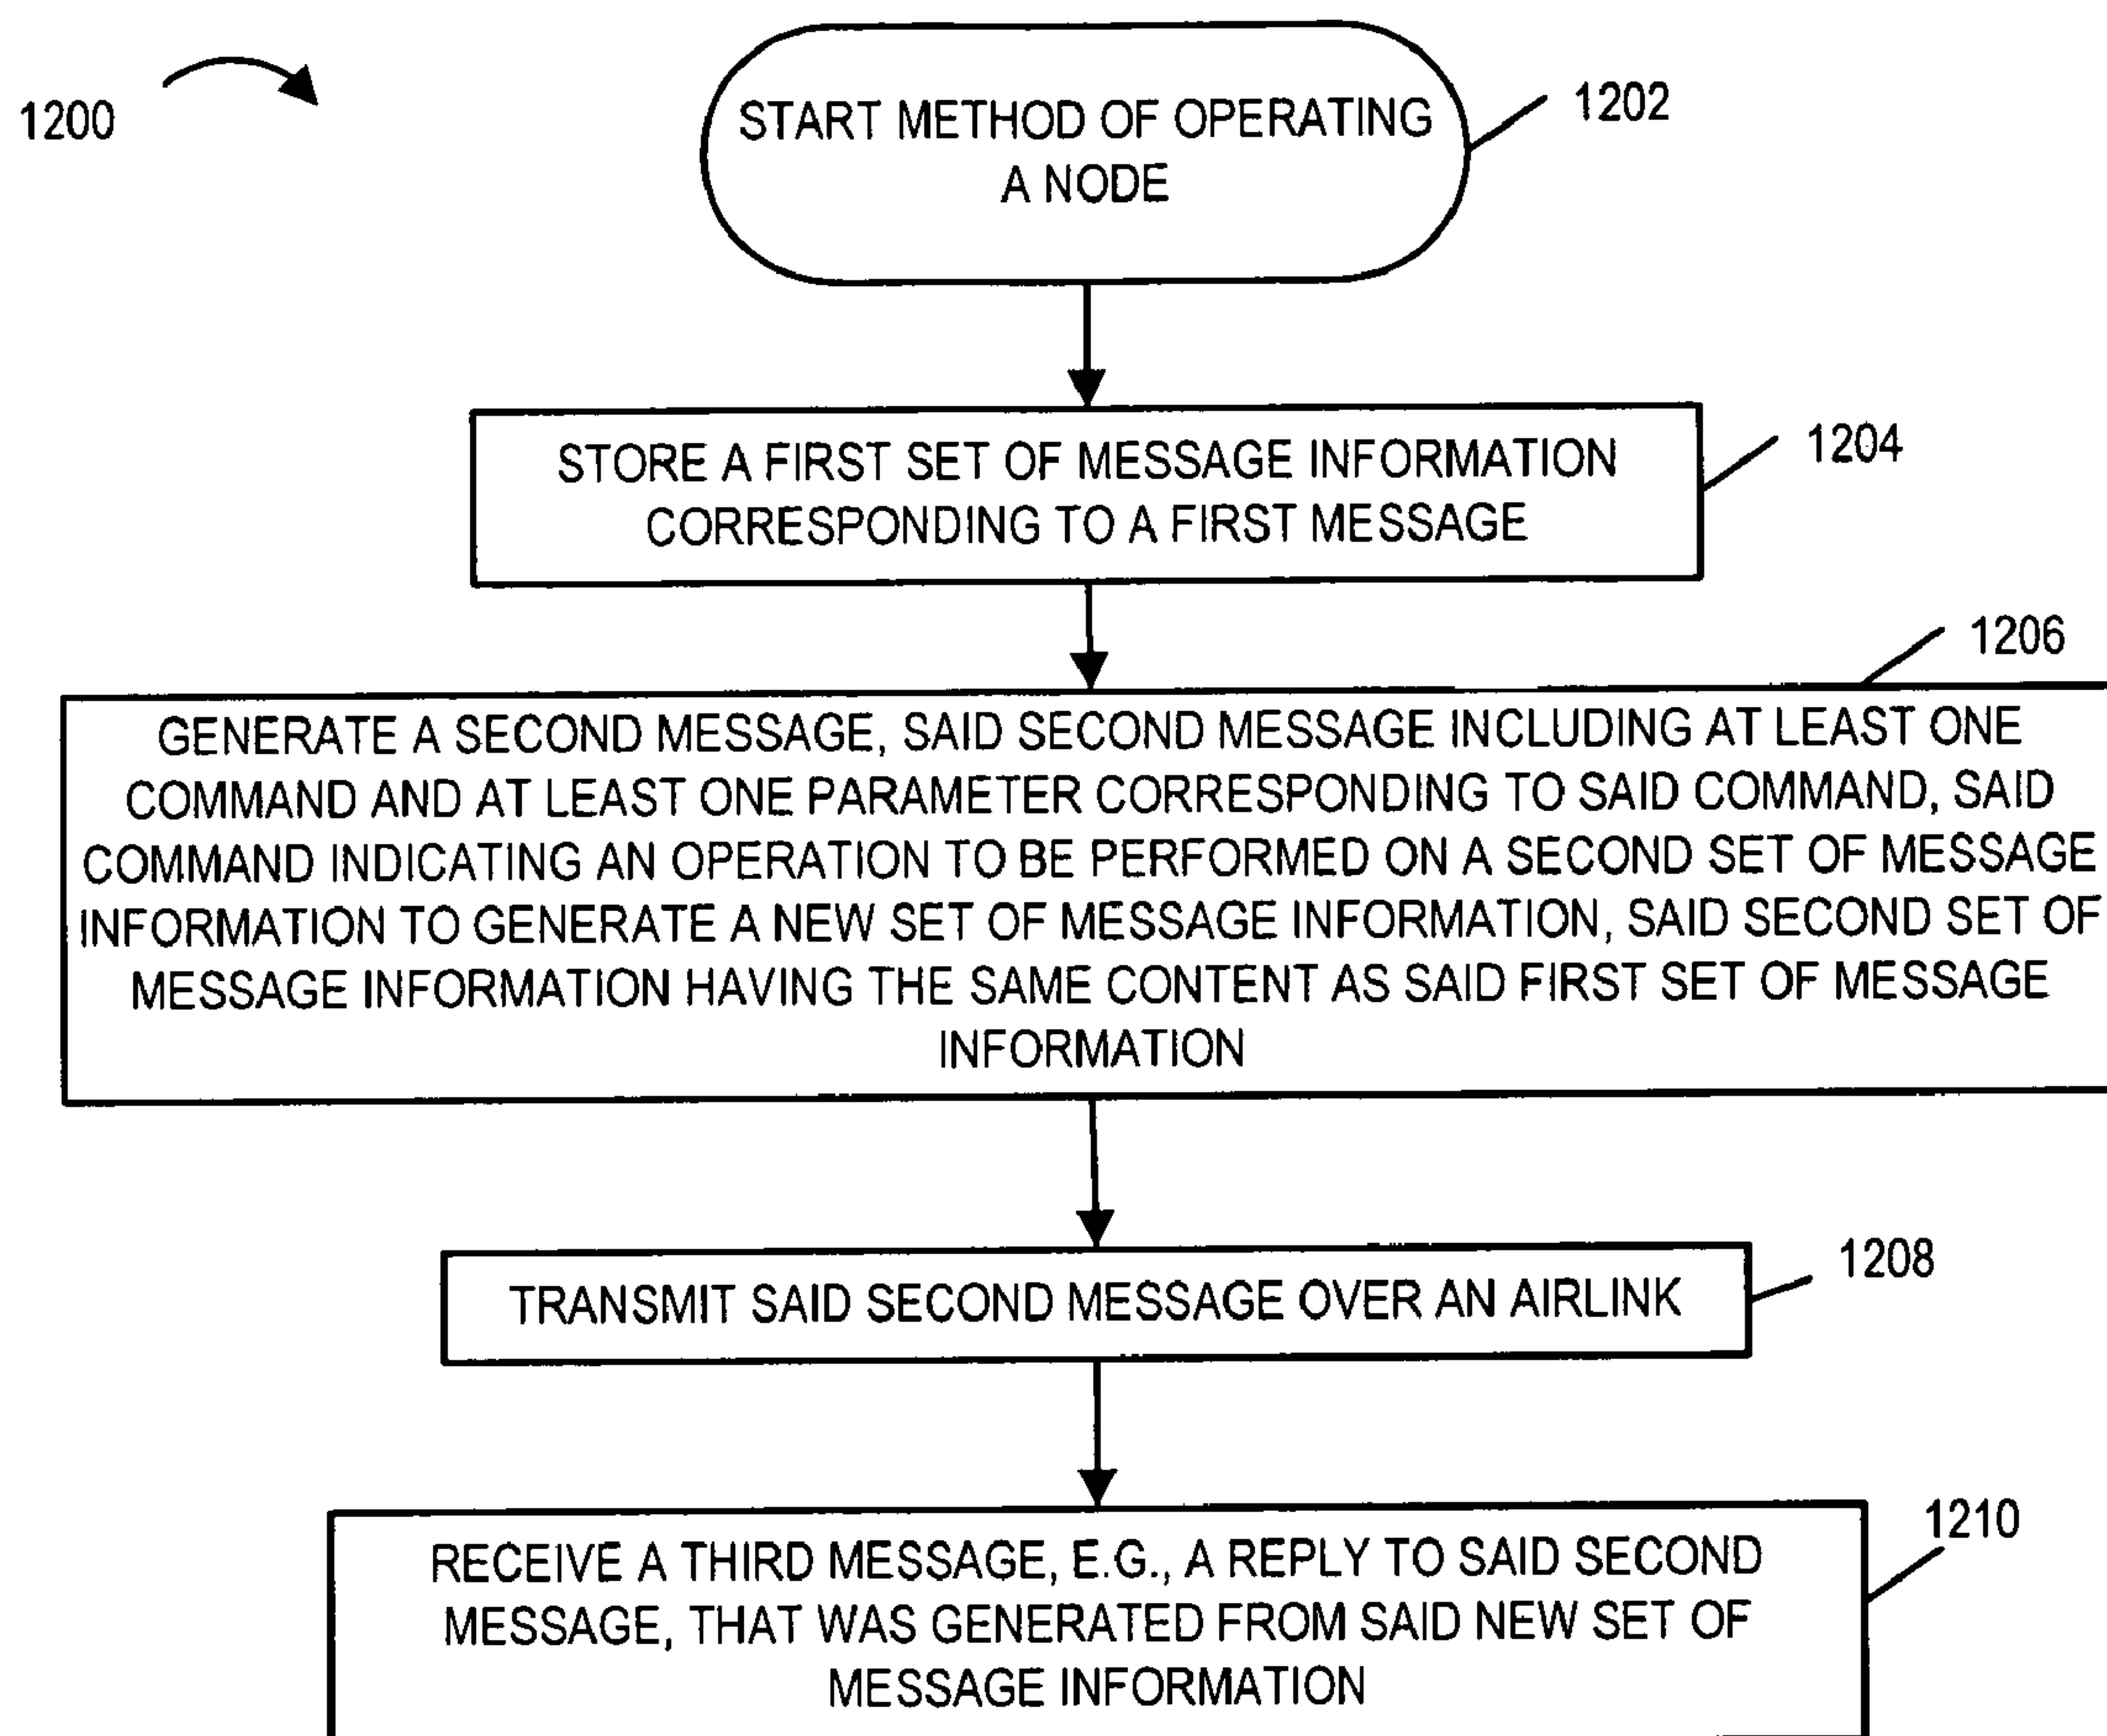 1200
1202
START METHOD OF OPERATING
A NODE
1204
STORE A FIRST SET OF MESSAGE INFORMATION
CORRESPONDING TO A FIRST MESSAGE
1206
GENERATE A SECOND MESSAGE, SAID SECOND MESSAGE INCLUDING AT LEAST ONE
COMMAND AND AT LEAST ONE PARAMETER CORRESPONDING TO SAID COMMAND, SAID
COMMAND INDICATING AN OPERATION TO BE PERFORMED ON A SECOND SET OF MESSAGE
INFORMATION TO GENERATE A NEW SET OF MESSAGE INFORMATION, SAID SECOND SET OF
MESSAGE INFORMATION HAVING THE SAME CONTENT AS SAID FIRST SET OF MESSAGE
INFORMATION
1208
TRANSMIT SAID SECOND MESSAGE OVER AN AIRLINK
1210
RECEIVE A THIRD MESSAGE, E.G., A REPLY TO SAID SECOND
MESSAGE, THAT WAS GENERATED FROM SAID NEW SET OF
MESSAGE INFORMATION